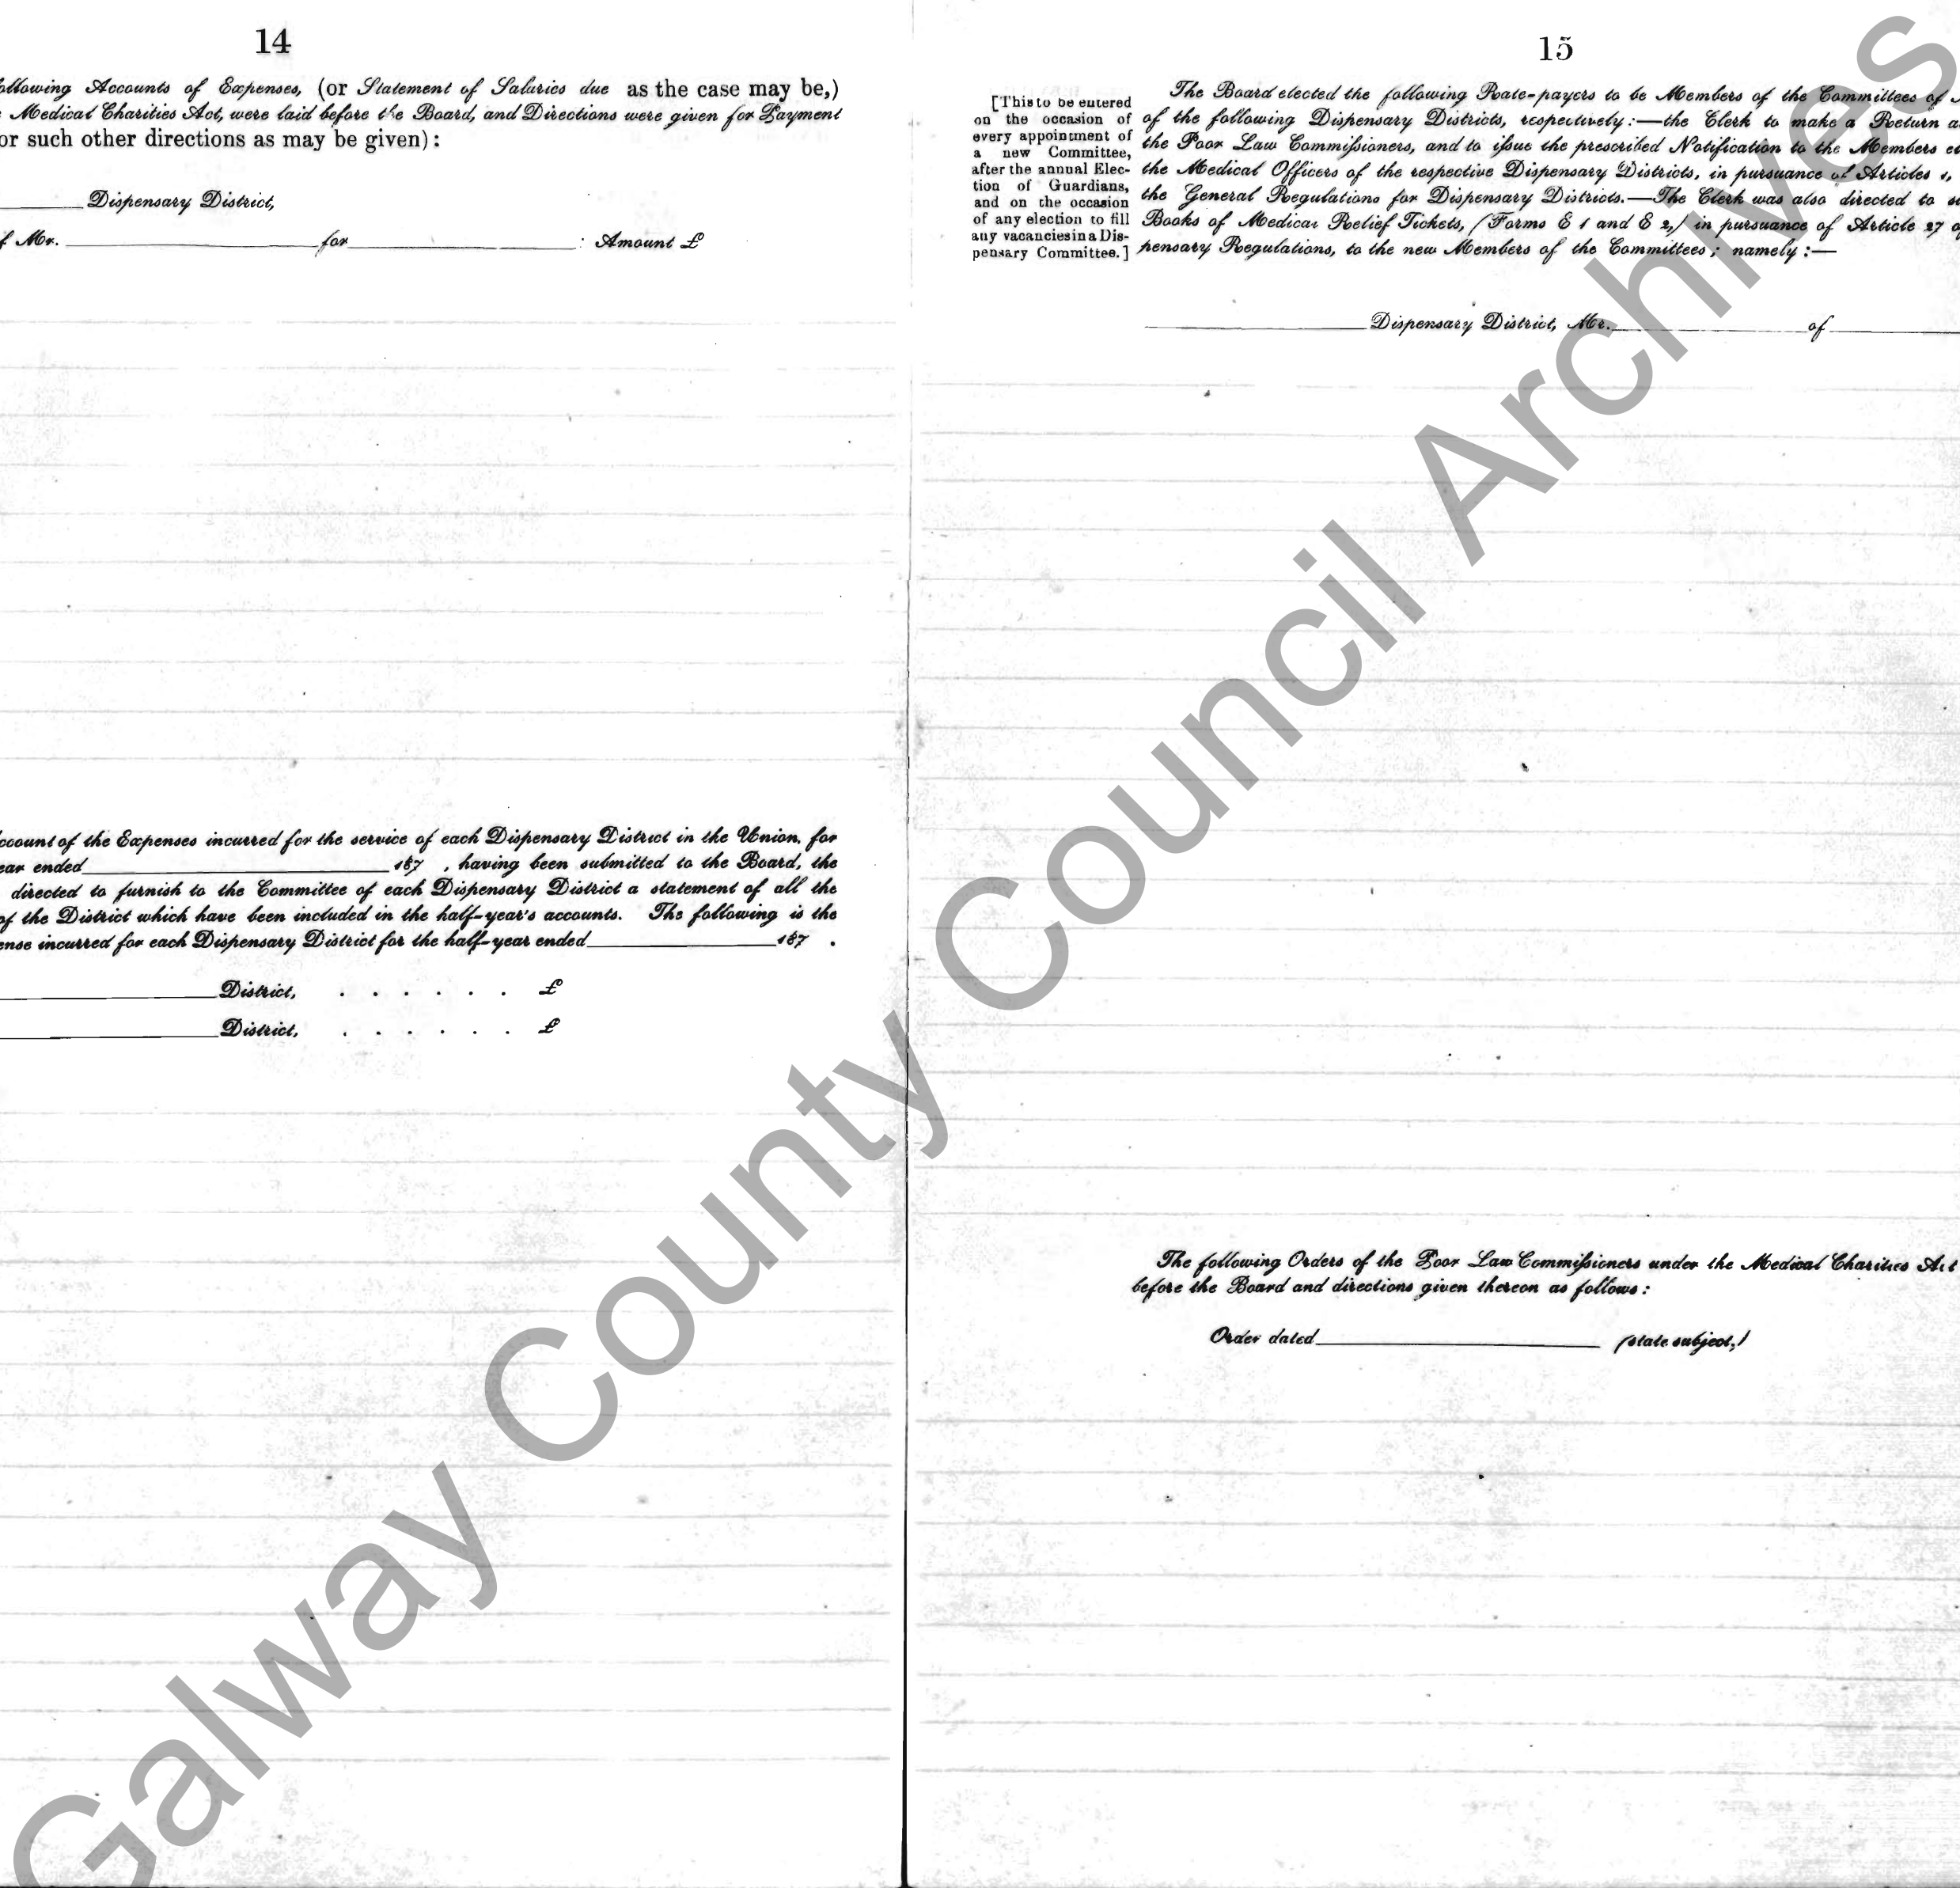 14
ollowing Accounts of Expenses, (or Statement of Salaries due as the case may be,)
Medical Charities Act, were laid before the Board, and Directions were given for Payment
or such other directions as may be given):
Dispensary District,
f Mr. for : Amount £
ccount of the Expenses incurred for the service of each Dispensary District in the Union, for
ear ended 187 , having been submitted to the Board, the
directed to furnish to the Committee of each Dispensary District a statement of all the
of the District which have been included in the half-year's accounts. The following is the
ense incurred for each Dispensary District for the half-year ended 187 .
District, . . . . . . £
District, . . . . . . £
15
[This to be entered
on the occasion of
every appointment of
a new Committee,
after the annual Elec-
tion of Guardians,
and on the occasion
of any election to fill
any vacancies in a Dis-
pensary Committee.]
The Board elected the following Rate-payers to be Members of the Committees of
of the following Dispensary Districts, respectively:—the Clerk to make a Return a
the Poor Law Commissioners, and to issue the prescribed Notification to the Members e
the Medical Officers of the respective Dispensary Districts, in pursuance of Articles 1,
the General Regulations for Dispensary Districts.—The Clerk was also directed to
Books of Medical Relief Tickets, (Forms E 1 and E 2,) in pursuance of Article 27 o
pensary Regulations, to the new Members of the Committees; namely:—
Dispensary District, Mr. of
The following Orders of the Poor Law Commissioners under the Medical Charities Act
before the Board and directions given thereon as follows:
Order dated (state subject,)
Galway County Council Archives